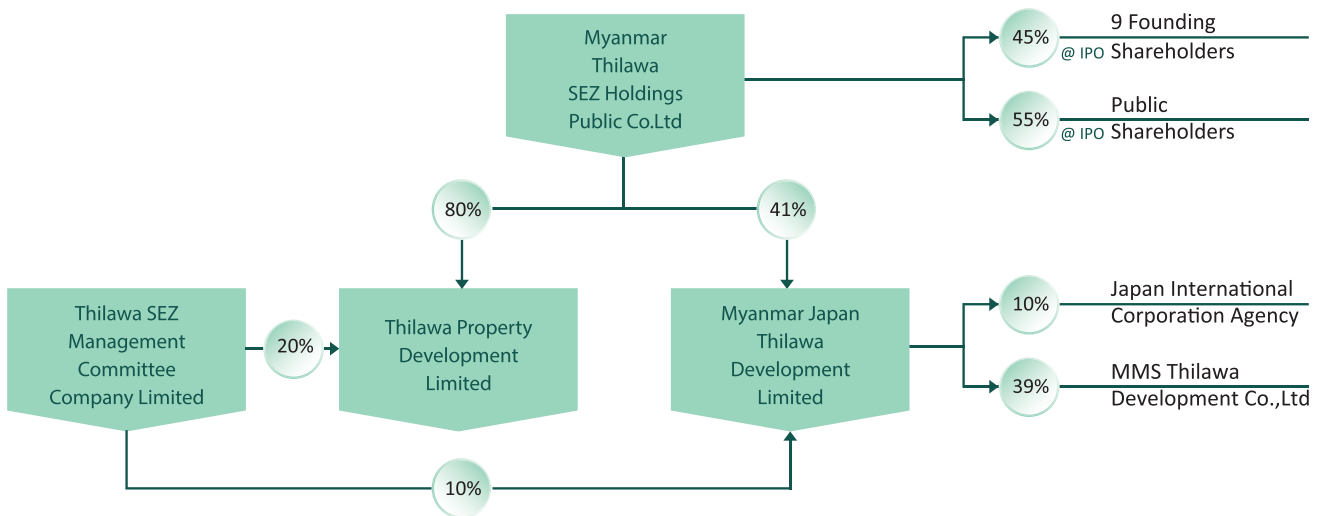 Myanmar
Thilawa
SEZ Holdings
Public Co.Ltd
45%
9 Founding
@ IPO Shareholders
55%
Public
@ IPO Shareholders
80%
41%
Thilawa SEZ
Management
Committee
Company Limited
20%
Thilawa Property
Development
Limited
Myanmar Japan
Thilawa
Development
Limited
10%
Japan International
Corporation Agency
39%
MMS Thilawa
Development Co.,Ltd
10%